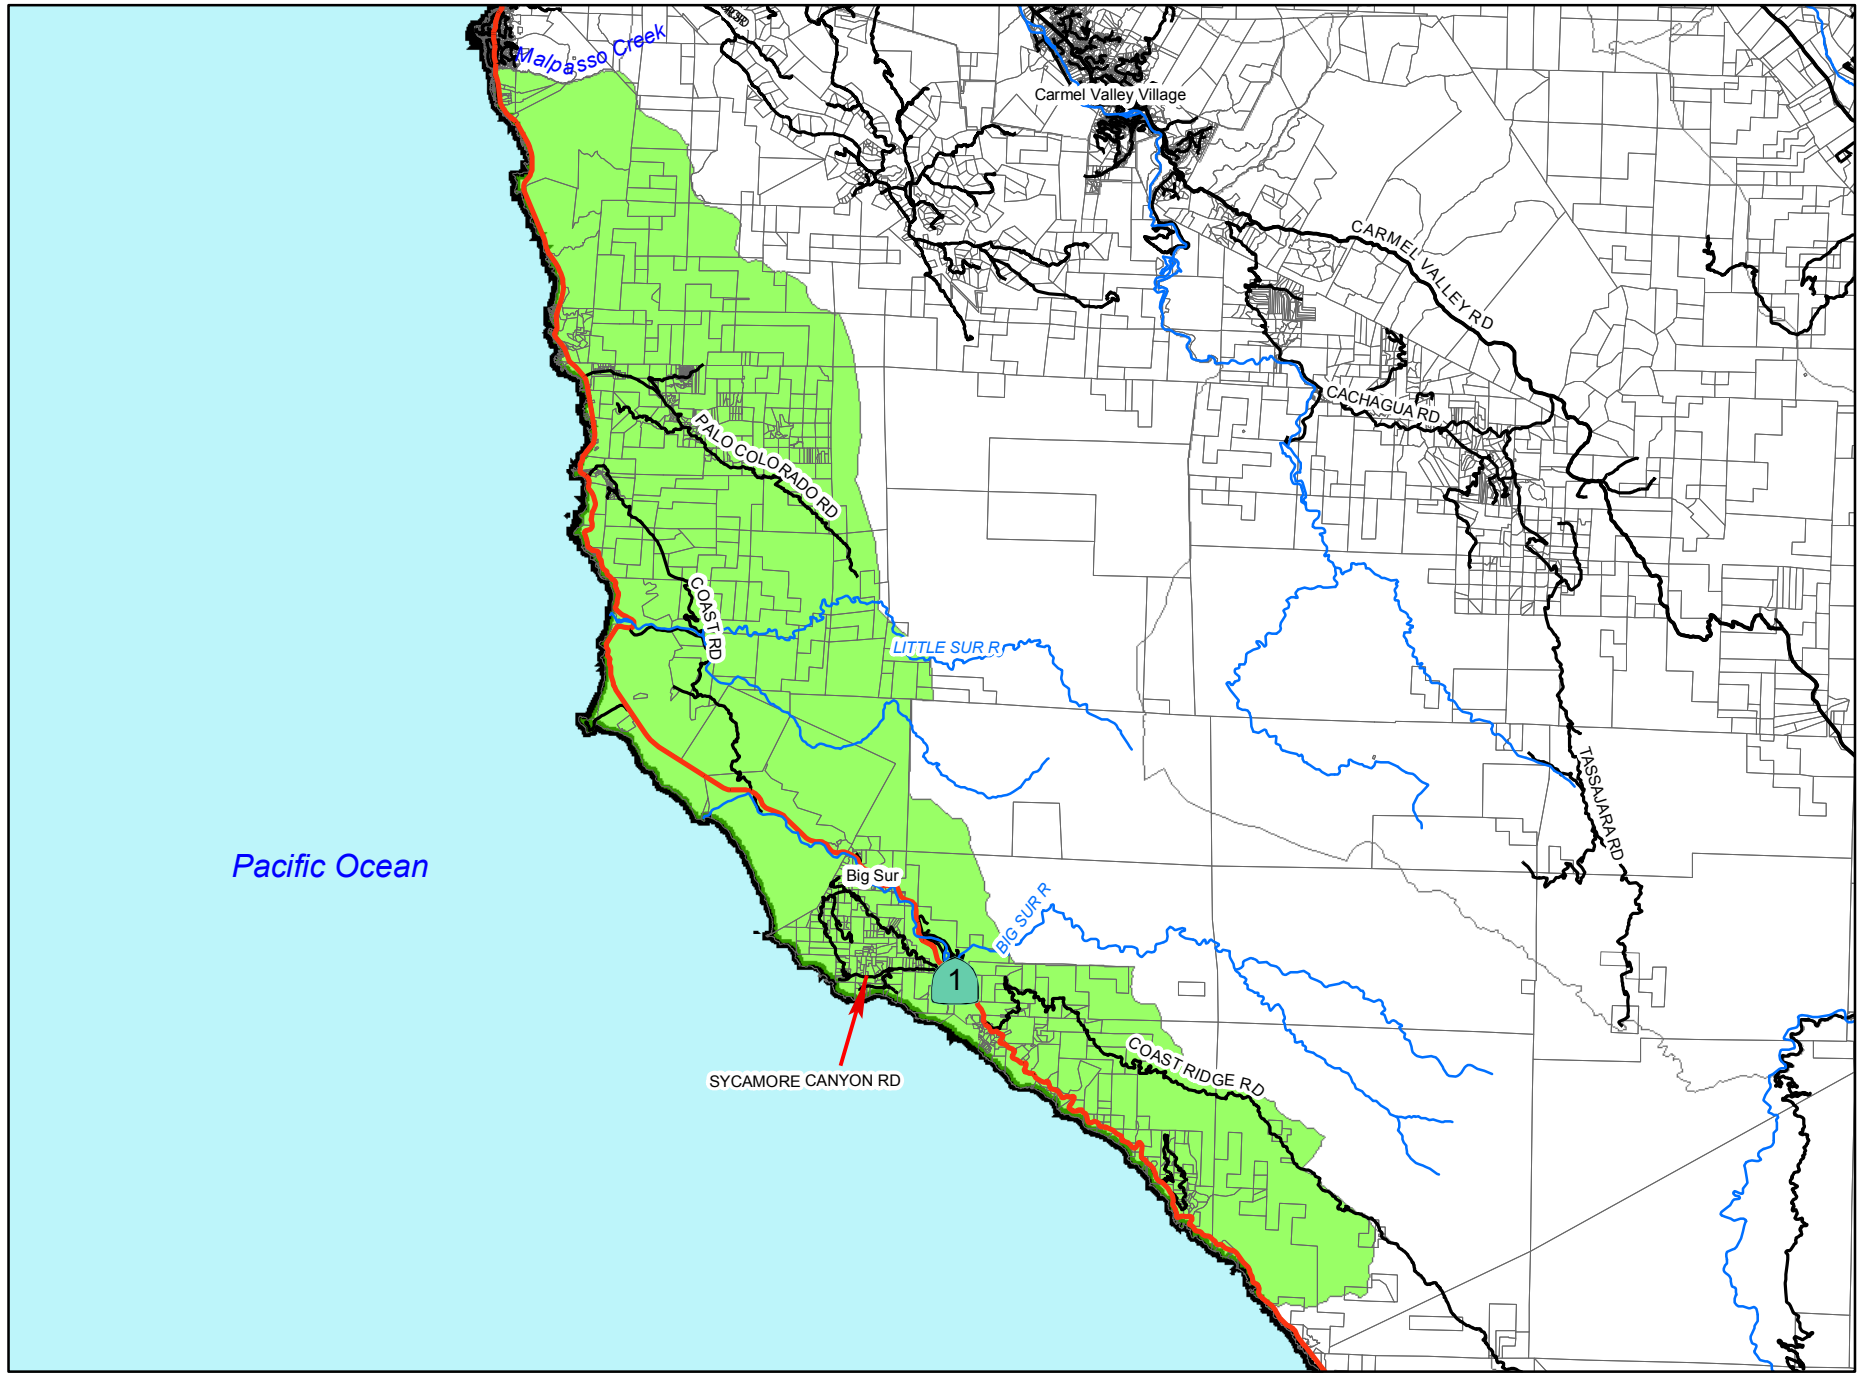 Malpasso Creek
Carmel Valley Village
CARMEL VALLEY RD
CACHAGUA RD
PALO COLORADO RD
COAST RD
LITTLE SUR R
TASSAJARA RD
Pacific Ocean
Big Sur
BIG SUR R
1
COAST RIDGE RD
SYCAMORE CANYON RD